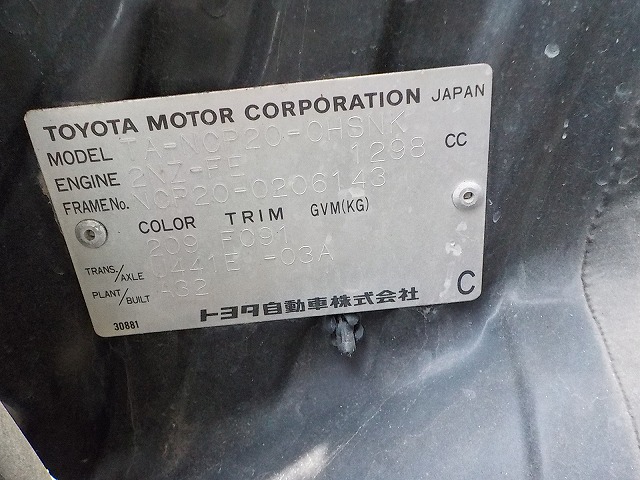 TOYOTA MOTOR CORPORATION JAPAN
MODEL TA-NCP20-CHSNK
ENGINE 2NZ-FE 1298 CC
FRAME No. NCP20-0206143
COLOR TRIM GVM(KG)
209 F091
TRANS./AXLE U441E -03A
PLANT/BUILT A32
トヨタ自動車株式会社 C
30881